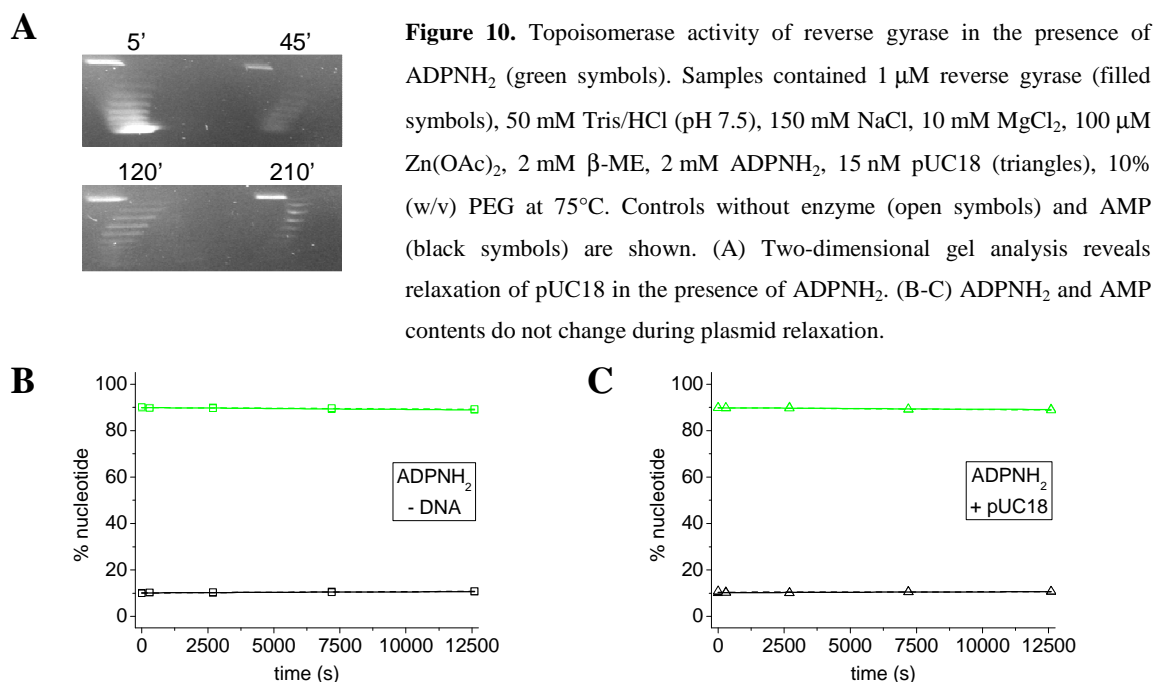 A
5’ 45’
120’ 210’
Figure 10. Topoisomerase activity of reverse gyrase in the presence of
ADPNH₂ (green symbols). Samples contained 1 μM reverse gyrase (filled
symbols), 50 mM Tris/HCl (pH 7.5), 150 mM NaCl, 10 mM MgCl₂, 100 μM
Zn(OAc)₂, 2 mM β-ME, 2 mM ADPNH₂, 15 nM pUC18 (triangles), 10%
(w/v) PEG at 75°C. Controls without enzyme (open symbols) and AMP
(black symbols) are shown. (A) Two-dimensional gel analysis reveals
relaxation of pUC18 in the presence of ADPNH₂. (B-C) ADPNH₂ and AMP
contents do not change during plasmid relaxation.
B
% nucleotide
100
80
60
40
20
0
ADPNH₂
- DNA
0 2500 5000 7500 10000 12500
time (s)
C
% nucleotide
100
80
60
40
20
0
ADPNH₂
+ pUC18
0 2500 5000 7500 10000 12500
time (s)